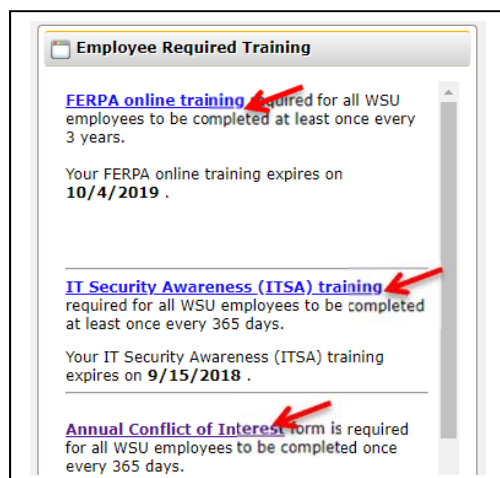 Employee Required Training
FERPA online training required for all WSU
employees to be completed at least once every
3 years.
Your FERPA online training expires on
10/4/2019 .
IT Security Awareness (ITSA) training
required for all WSU employees to be completed
at least once every 365 days.
Your IT Security Awareness (ITSA) training
expires on 9/15/2018 .
Annual Conflict of Interest form is required
for all WSU employees to be completed once
every 365 days.